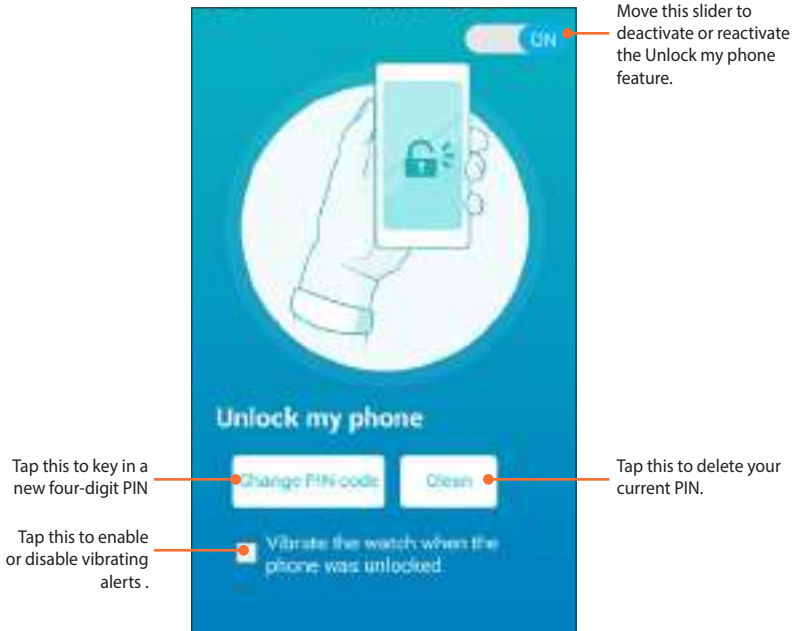 Move this slider to
deactivate or reactivate
the Unlock my phone
feature.
ON
Unlock my phone
Tap this to key in a
new four-digit PIN
Change PIN code
Clean
Tap this to delete your
current PIN.
Tap this to enable
or disable vibrating
alerts .
Vibrate the watch when the
phone was unlocked